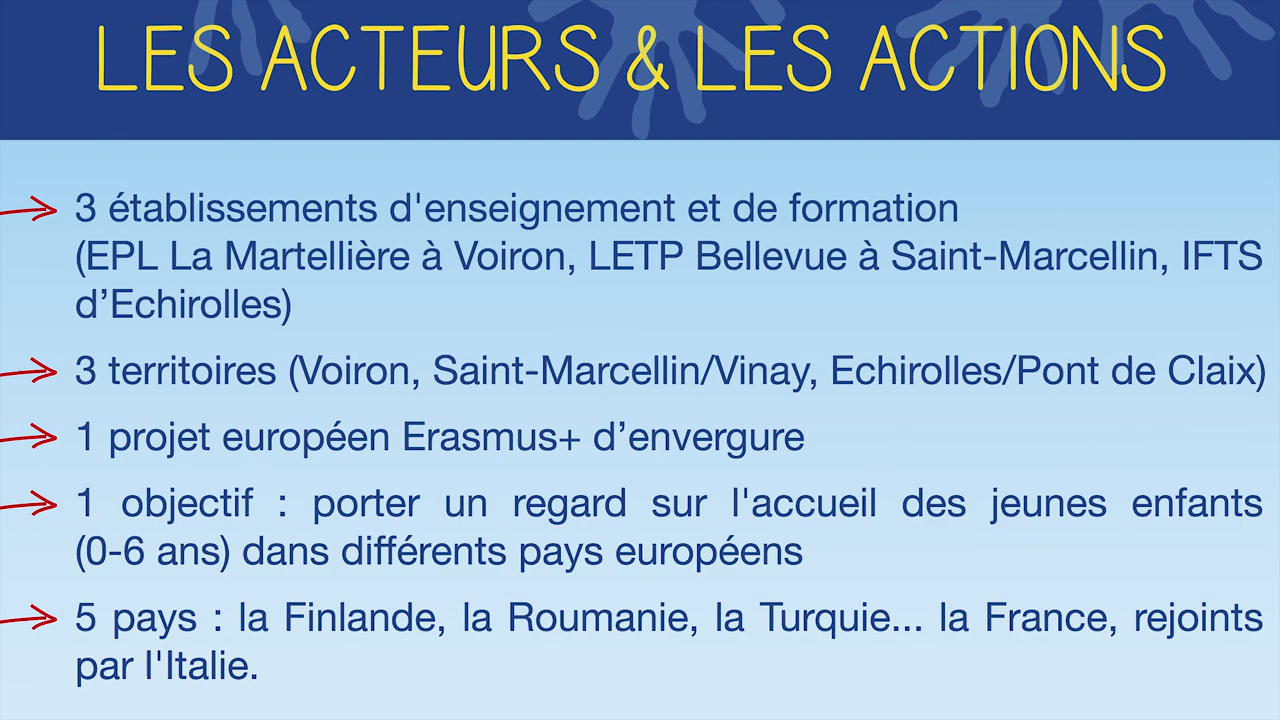 LES ACTEURS & LES ACTIONS
3 établissements d'enseignement et de formation
(EPL La Martellière à Voiron, LETP Bellevue à Saint-Marcellin, IFTS
d’Echirolles)
3 territoires (Voiron, Saint-Marcellin/Vinay, Echirolles/Pont de Claix)
1 projet européen Erasmus+ d’envergure
1 objectif : porter un regard sur l'accueil des jeunes enfants
(0-6 ans) dans différents pays européens
5 pays : la Finlande, la Roumanie, la Turquie... la France, rejoints
par l'Italie.